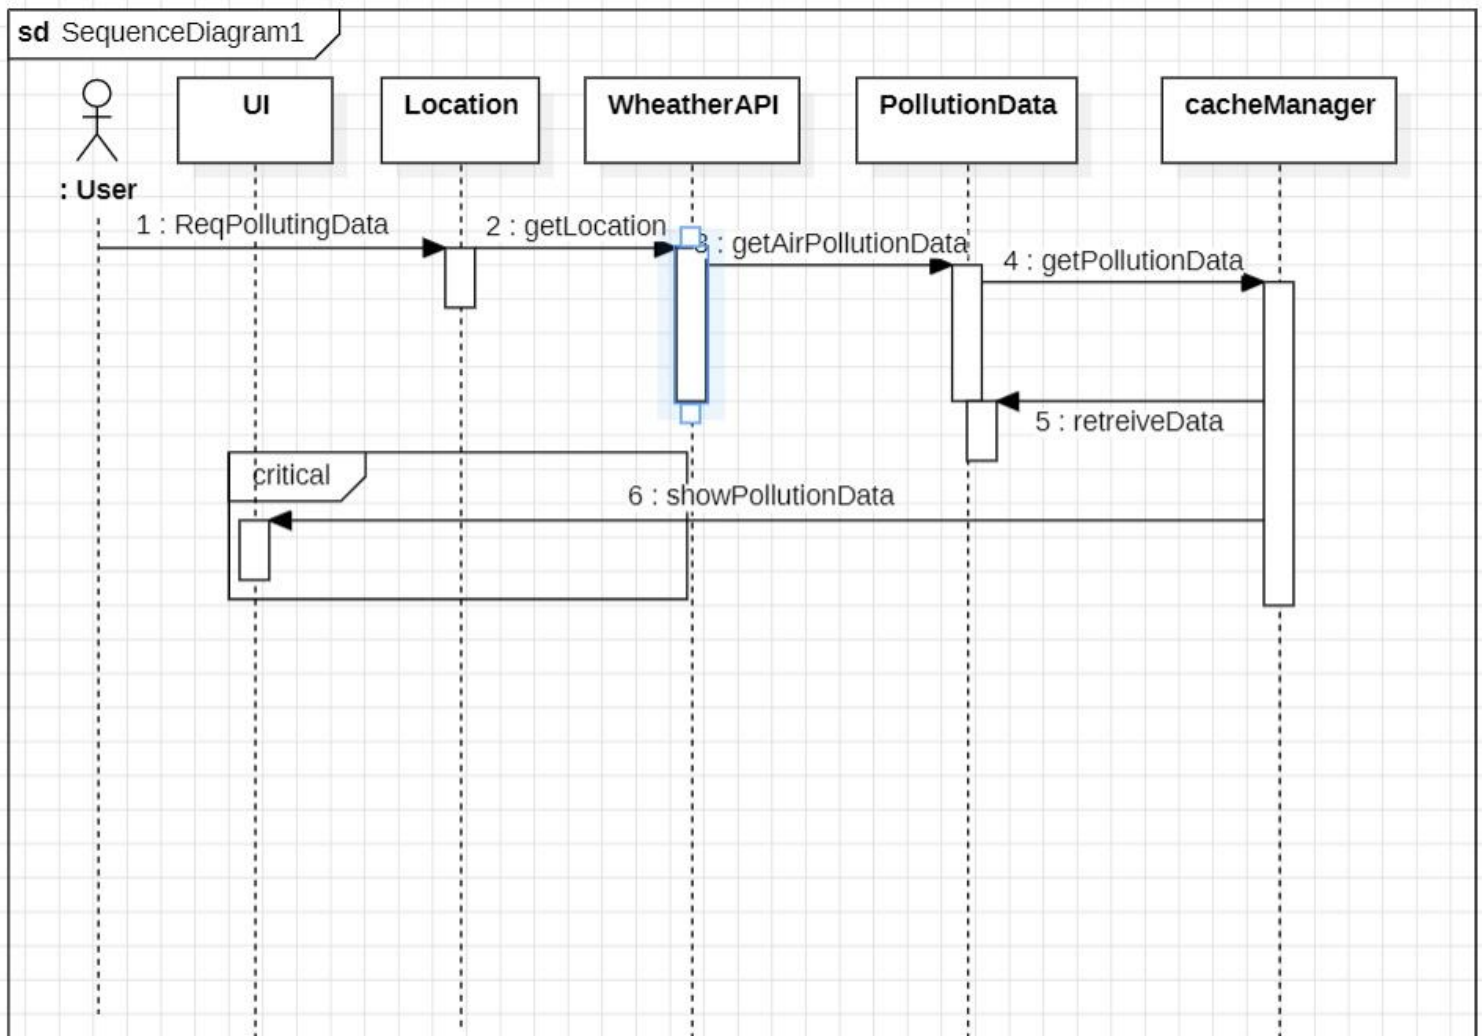 sd SequenceDiagram1
UI
Location
WheatherAPI
PollutionData
cacheManager
: User
1 : ReqPollutingData
2 : getLocation
3 : getAirPollutionData
4 : getPollutionData
5 : retreiveData
critical
6 : showPollutionData